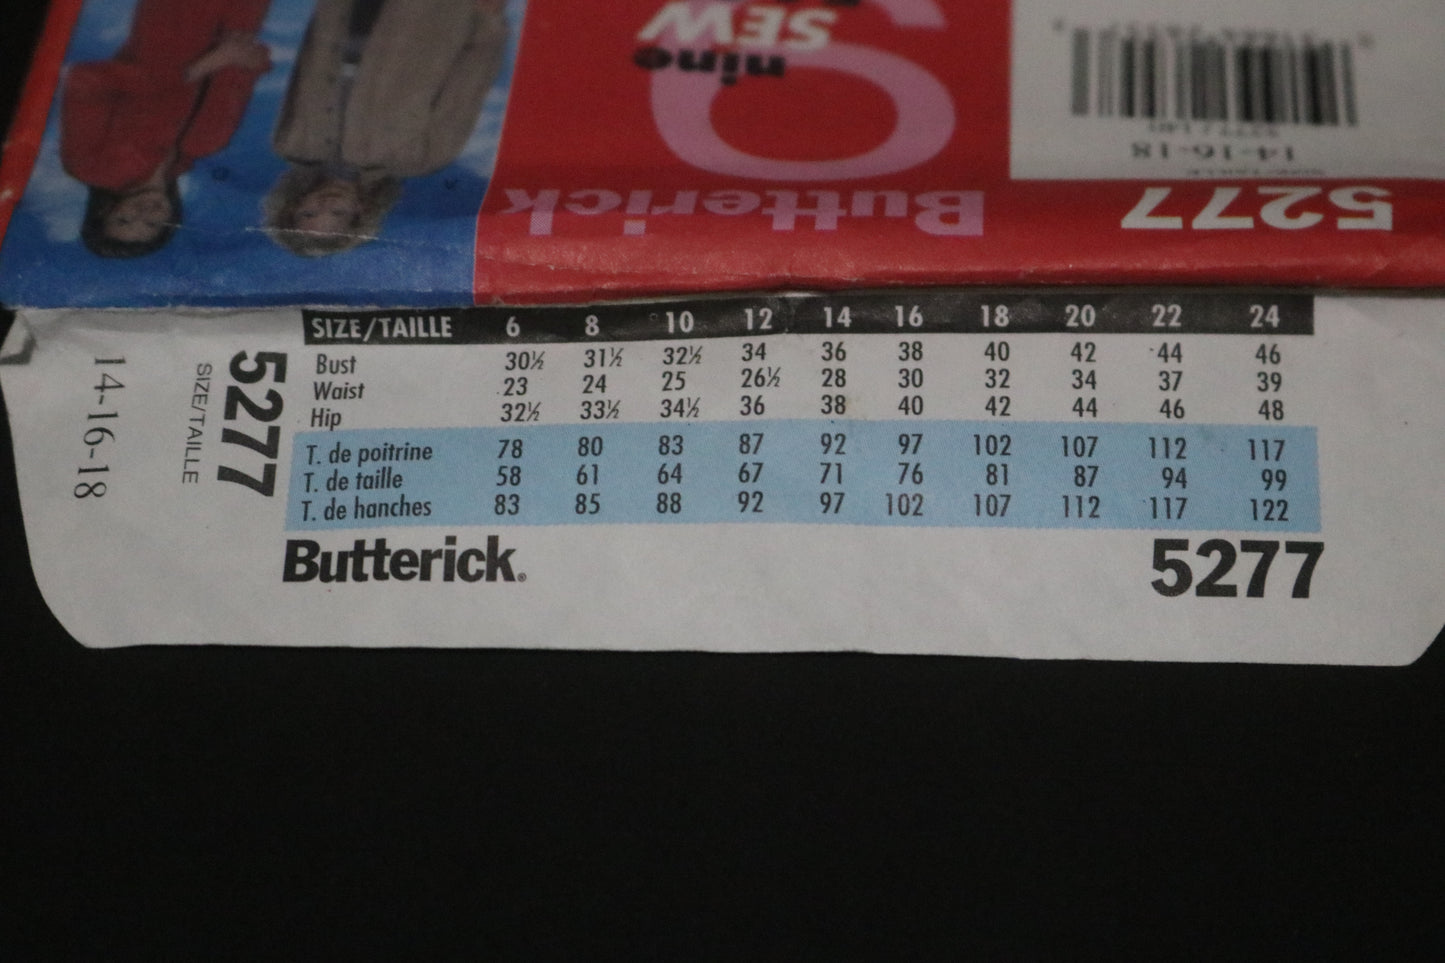 SEW
nine
14-16-18
Butterick
5277
SIZE/TAILLE 6 8 10 12 14 16 18 20 22 24
Bust 30½ 31½ 32½ 34 36 38 40 42 44 46
Waist 23 24 25 26½ 28 30 32 34 37 39
Hip 32½ 33½ 34½ 36 38 40 42 44 46 48
T. de poitrine 78 80 83 87 92 97 102 107 112 117
T. de taille 58 61 64 67 71 76 81 87 94 99
T. de hanches 83 85 88 92 97 102 107 112 117 122
Butterick®
5277
5277
SIZE/TAILLE
14-16-18